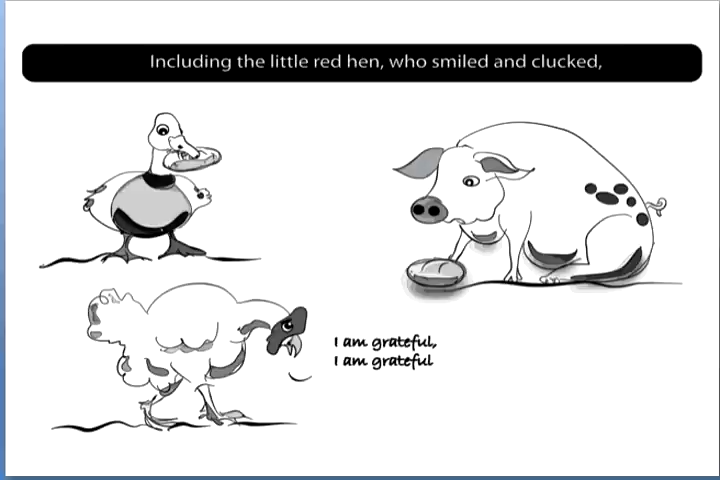 Including the little red hen, who smiled and clucked,
I am grateful,
I am grateful